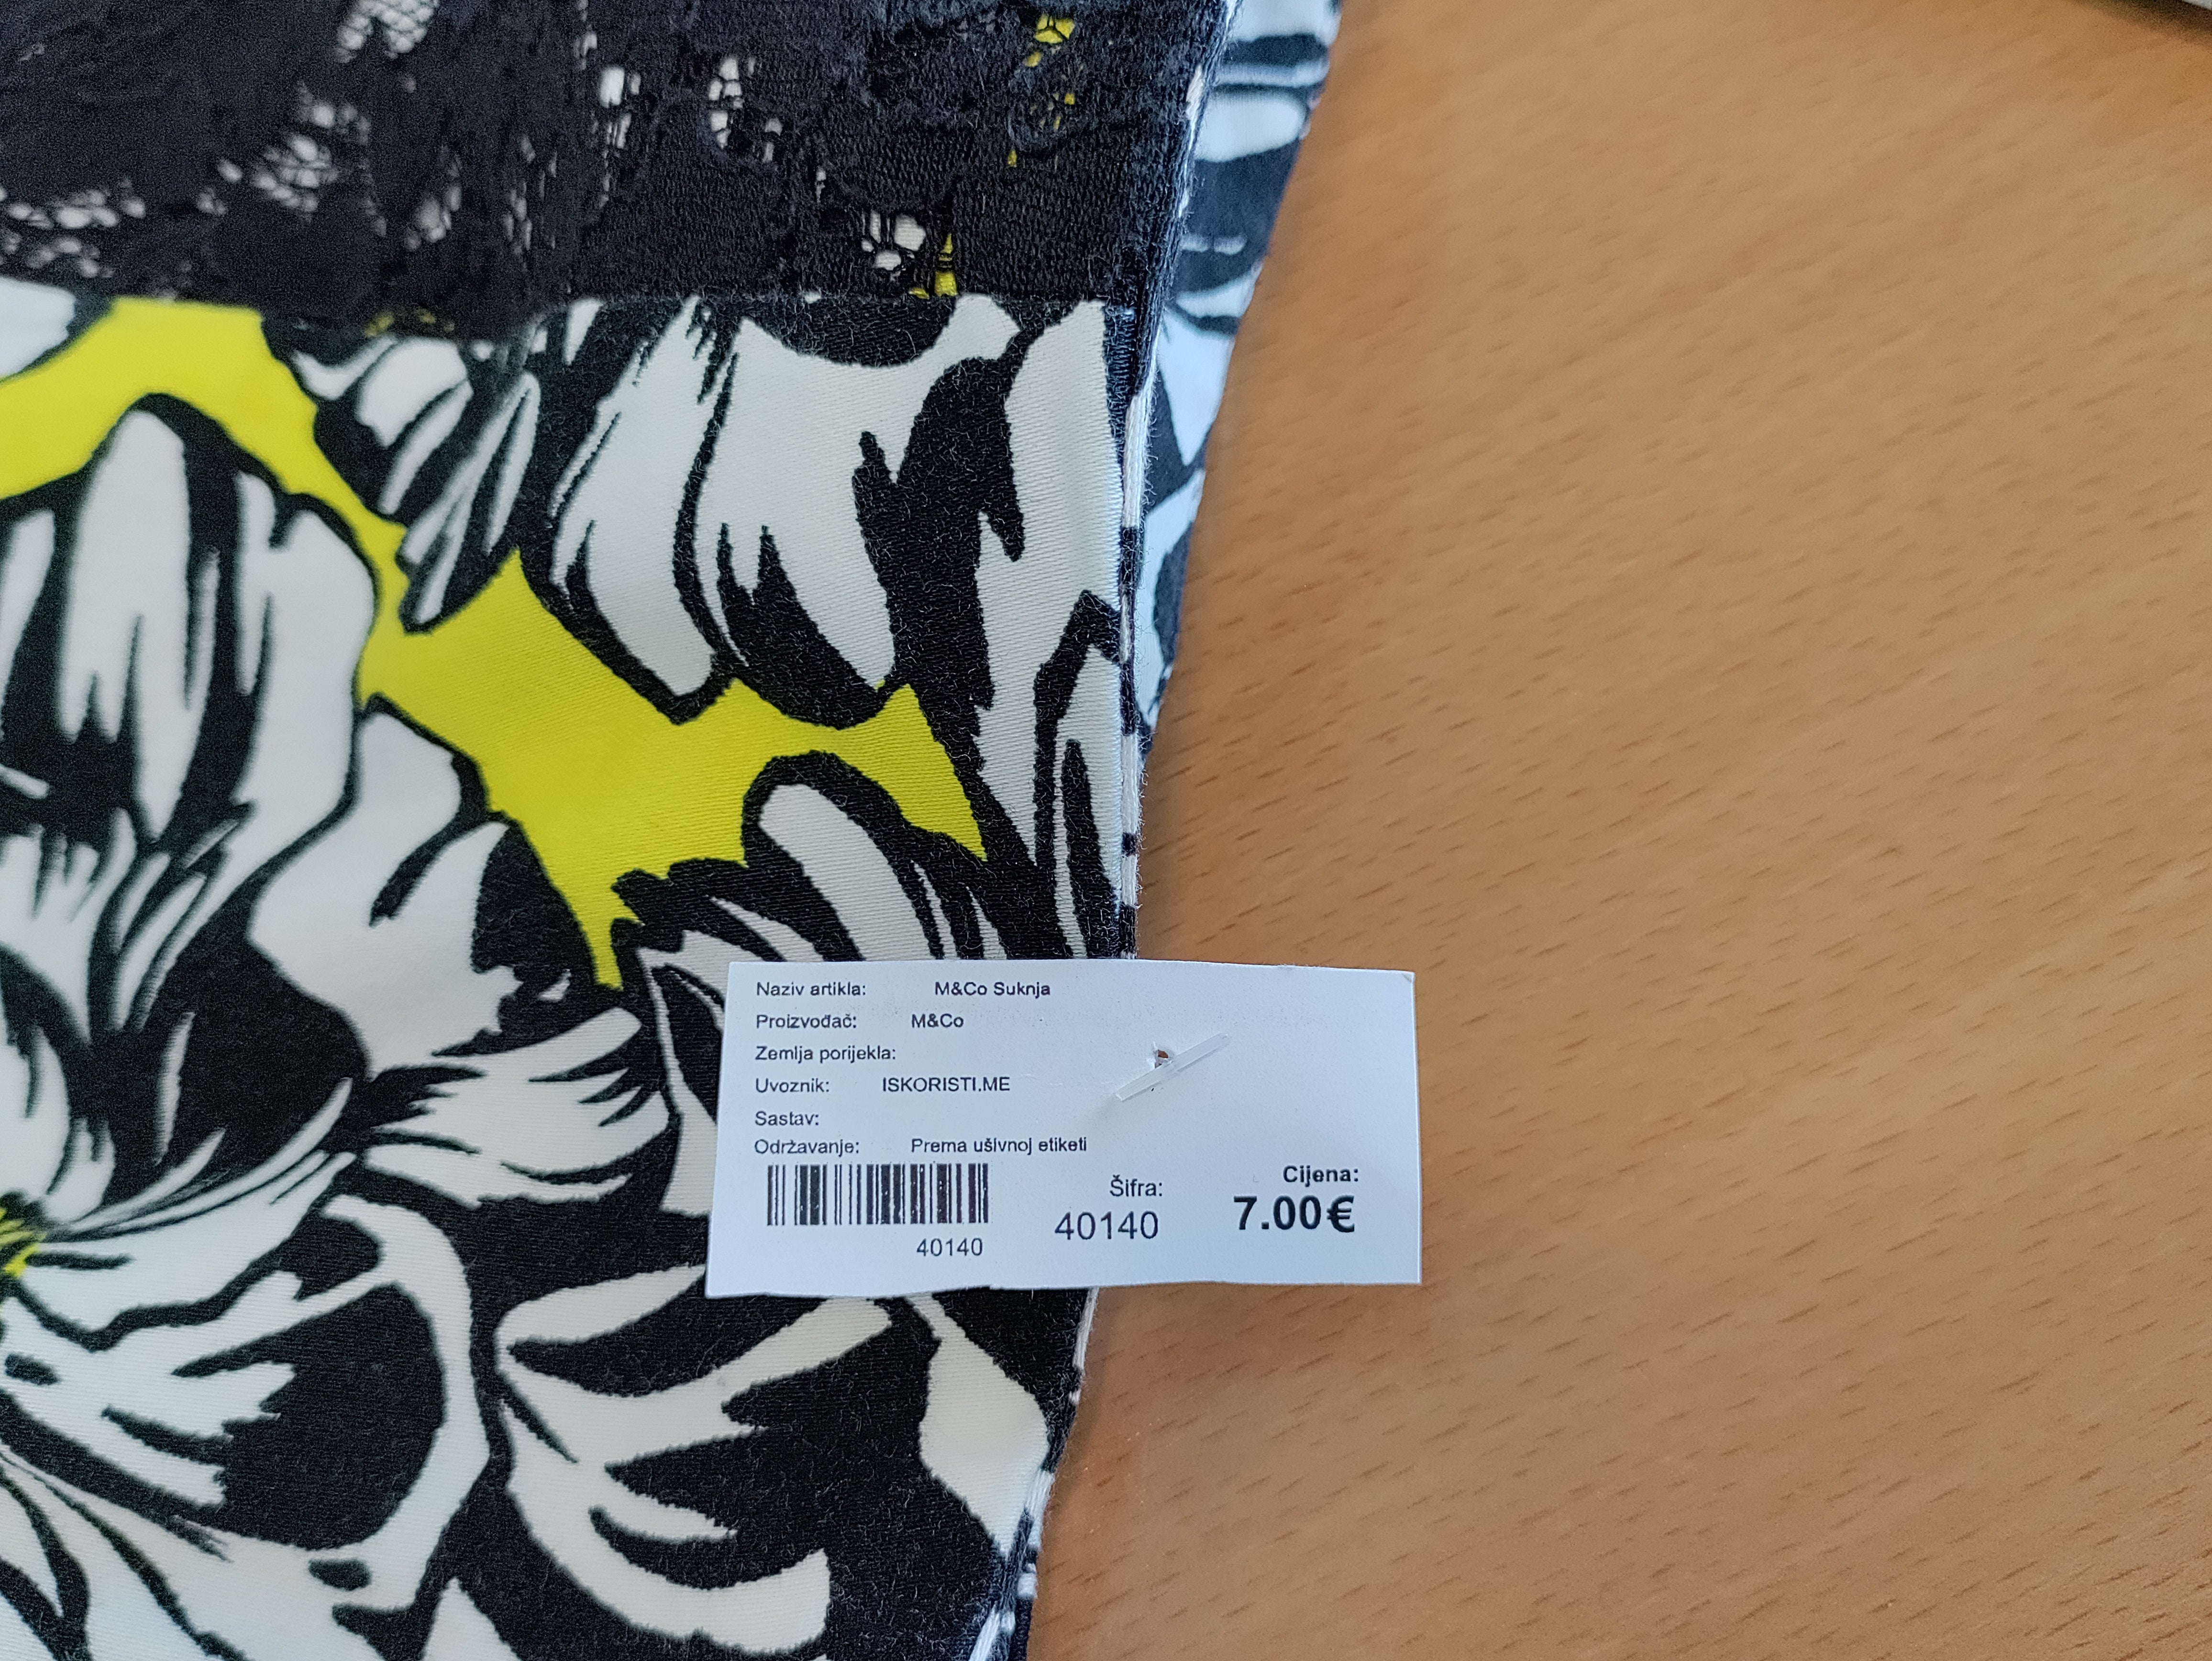 Naziv artikla: M&Co Suknja
Proizvođač: M&Co
Zemlja porijekla:
Uvoznik: ISKORISTI.ME
Sastav:
Održavanje: Prema ušivnoj etiketi
40140
Šifra:
40140
Cijena:
7.00€